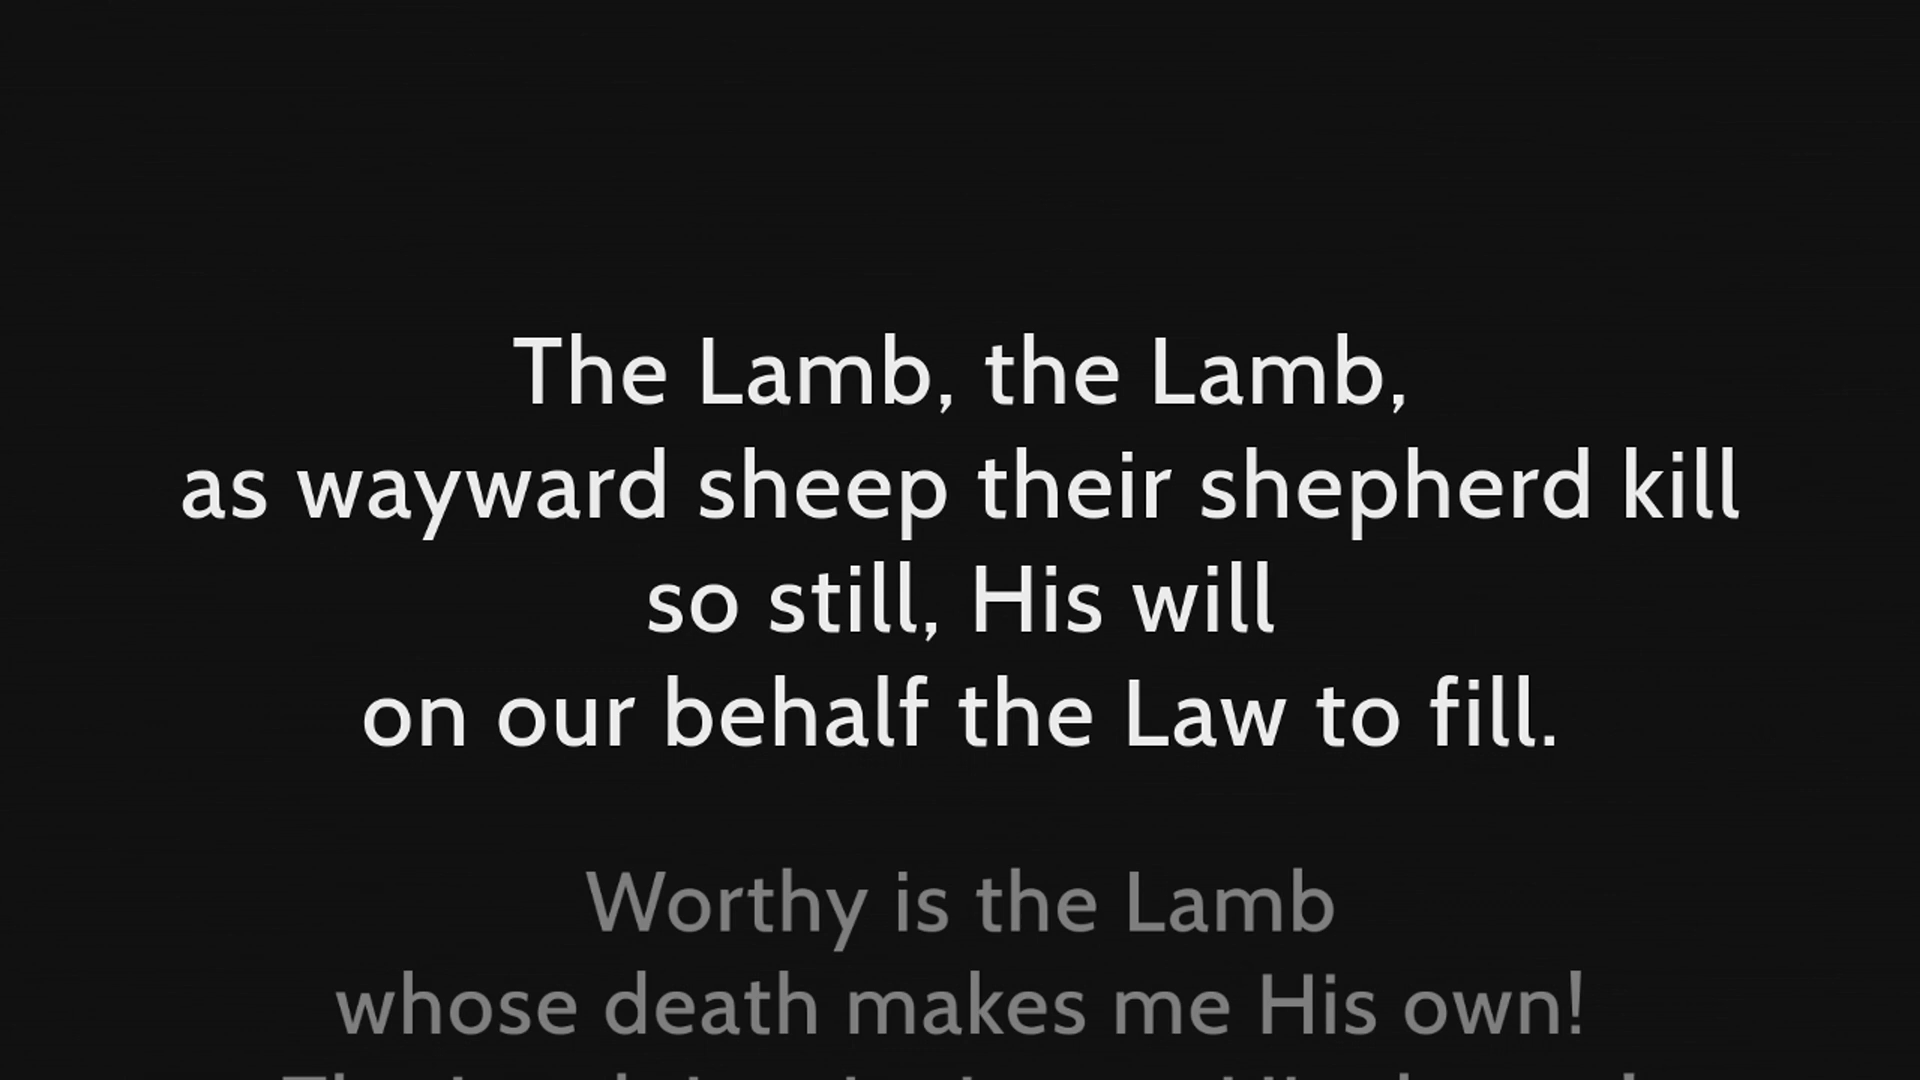 The Lamb, the Lamb,
as wayward sheep their shepherd kill
so still, His will
on our behalf the Law to fill.
Worthy is the Lamb
whose death makes me His own!